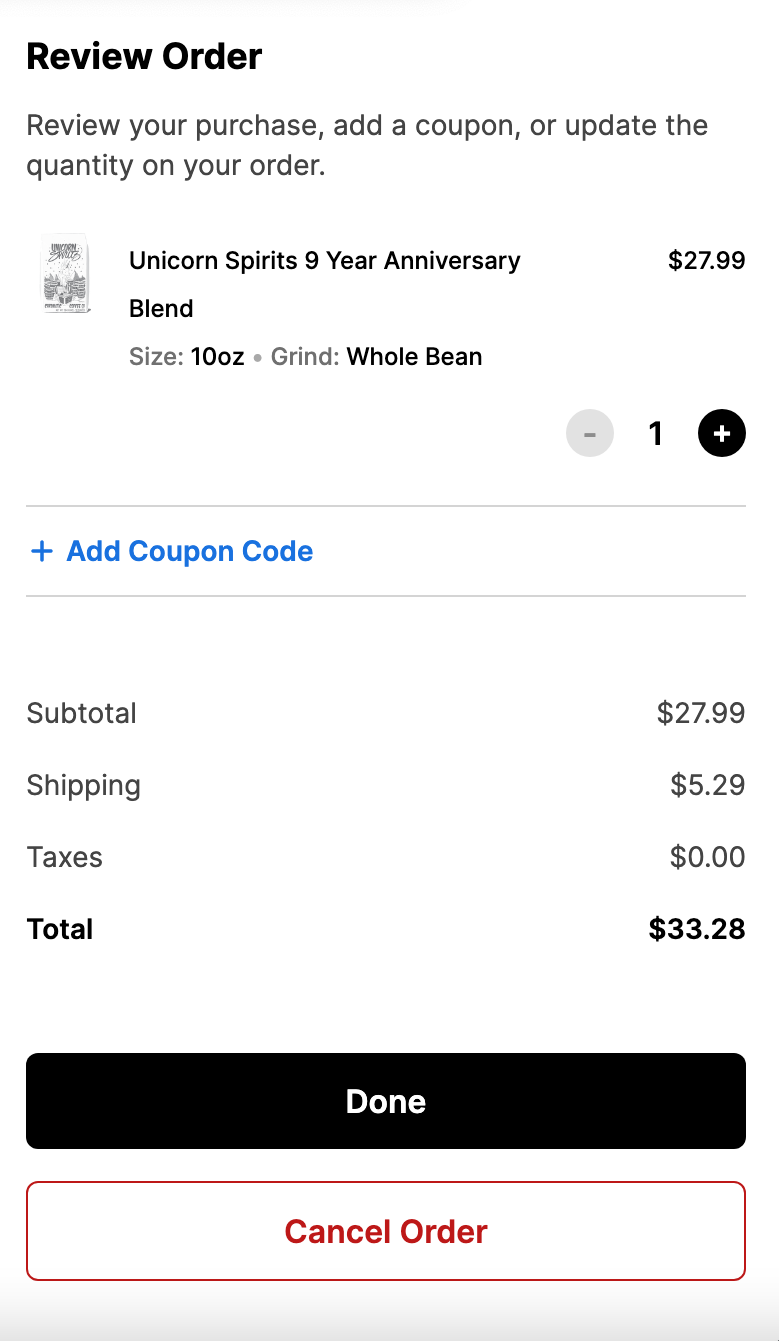 Review Order
Review your purchase, add a coupon, or update the
quantity on your order.
UNICORN
SPIRITS
Unicorn Spirits 9 Year Anniversary
$27.99
Blend
Size: 10oz • Grind: Whole Bean
-
1
+
+ Add Coupon Code
Subtotal
$27.99
Shipping
$5.29
Taxes
$0.00
Total
$33.28
Done
Cancel Order